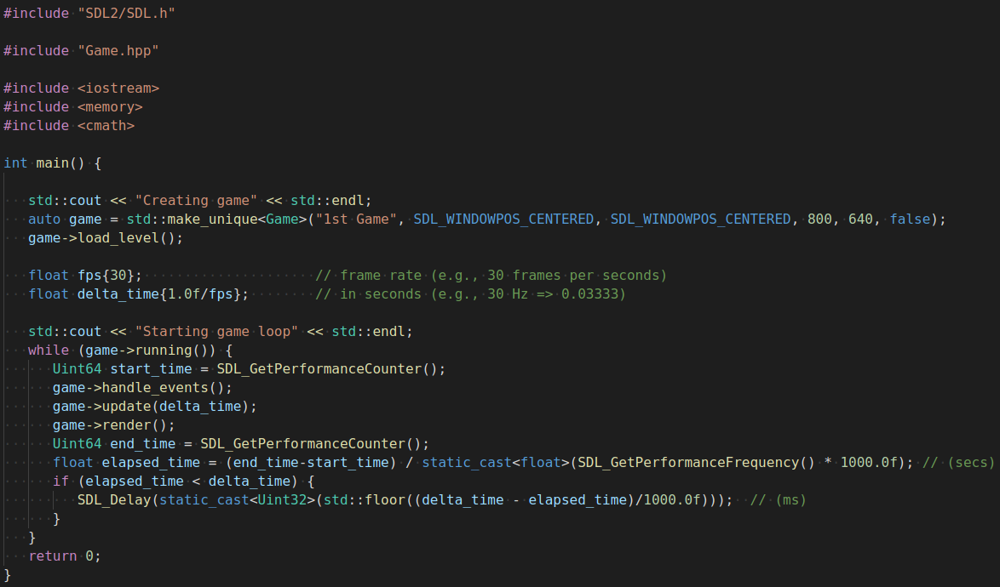 #include "SDL2/SDL.h"
#include "Game.hpp"
#include <iostream>
#include <memory>
#include <cmath>
int main() {
std::cout << "Creating game" << std::endl;
auto game = std::make_unique<Game>("1st Game", SDL_WINDOWPOS_CENTERED, SDL_WINDOWPOS_CENTERED, 800, 640, false);
game->load_level();
float fps{30}; // frame rate (e.g., 30 frames per seconds)
float delta_time{1.0f/fps}; // in seconds (e.g., 30 Hz => 0.03333)
std::cout << "Starting game loop" << std::endl;
while (game->running()) {
Uint64 start_time = SDL_GetPerformanceCounter();
game->handle_events();
game->update(delta_time);
game->render();
Uint64 end_time = SDL_GetPerformanceCounter();
float elapsed_time = (end_time-start_time) / static_cast<float>(SDL_GetPerformanceFrequency() * 1000.0f); // (secs)
if (elapsed_time < delta_time) {
SDL_Delay(static_cast<Uint32>(std::floor((delta_time - elapsed_time)/1000.0f))); // (ms)
}
}
return 0;
}